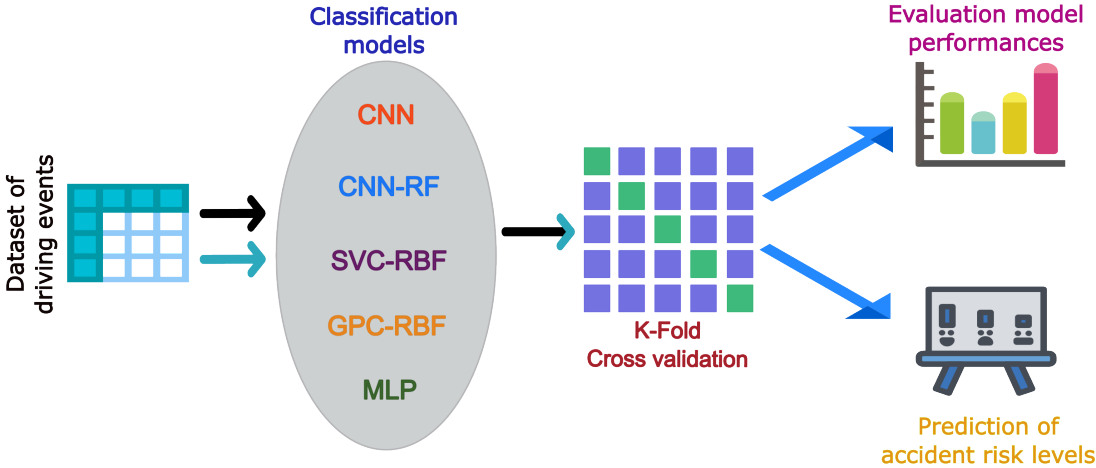 Dataset of
driving events
Classification
models
CNN
CNN-RF
SVC-RBF
GPC-RBF
MLP
K-Fold
Cross validation
Evaluation model
performances
Prediction of
accident risk levels